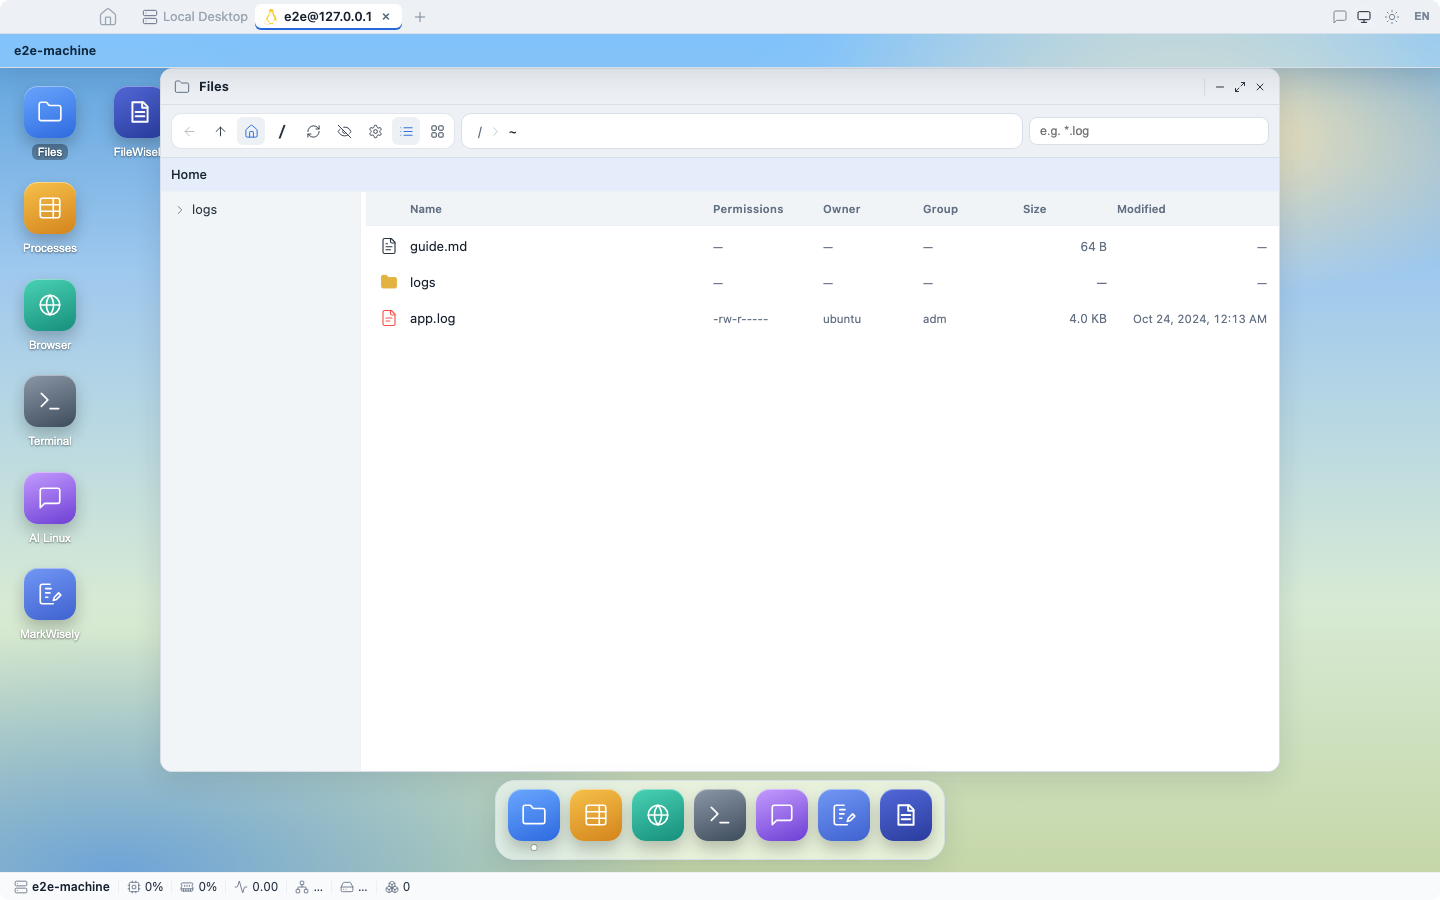 Local Desktop
e2e@127.0.0.1
EN
e2e-machine
Files
FileWisel
Processes
Browser
Terminal
AI Linux
MarkWisely
Files
/
/ ~
e.g. *.log
Home
logs
Name Permissions Owner Group Size Modified
guide.md — — — 64 B —
logs — — — — —
app.log -rw-r----- ubuntu adm 4.0 KB Oct 24, 2024, 12:13 AM
e2e-machine 0% 0% 0.00 ... ... 0